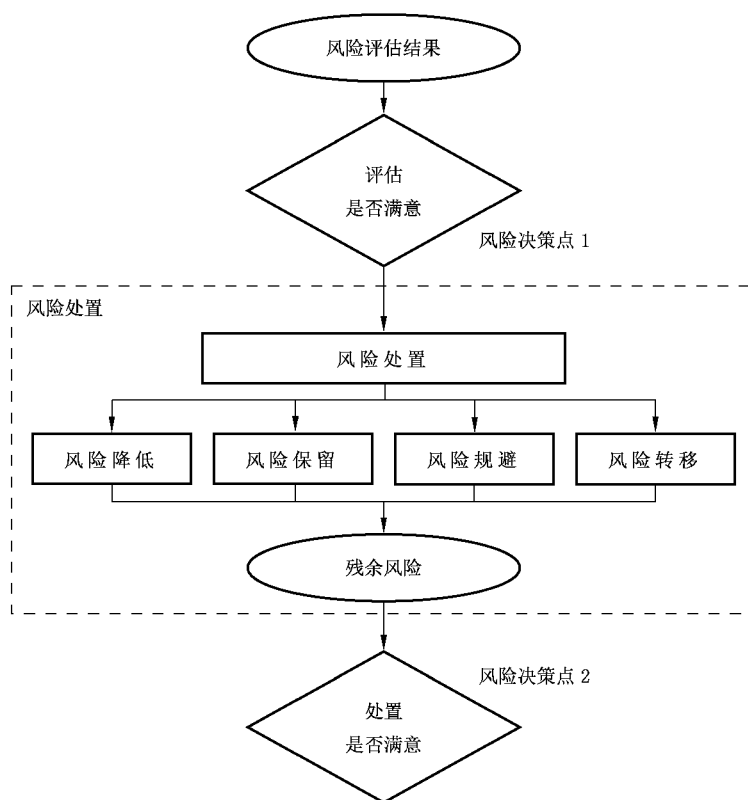 风险评估结果
评估
是否满意
风险决策点 1
风险处置
风险处置
风险降低
风险保留
风险规避
风险转移
残余风险
风险决策点 2
处置
是否满意